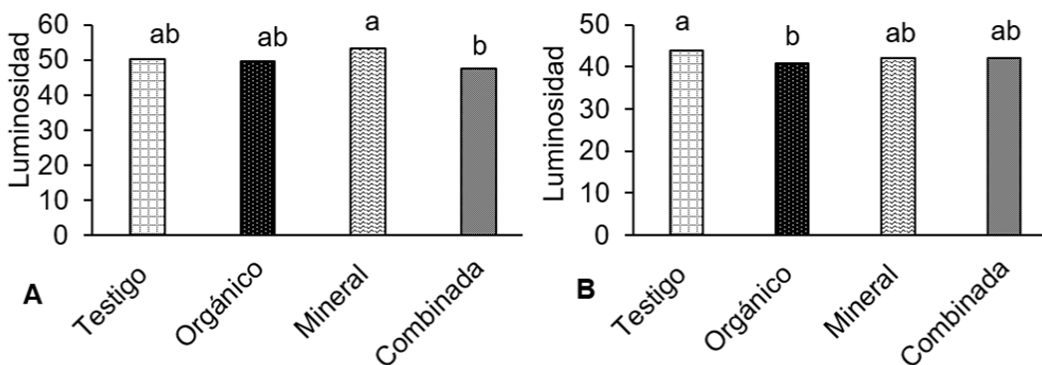 Luminosidad
60
50
40
30
20
10
0
ab
ab
a
b
Testigo
Orgánico
Mineral
Combinada
A
Luminosidad
50
40
30
20
10
0
a
b
ab
ab
Testigo
Orgánico
Mineral
Combinada
B